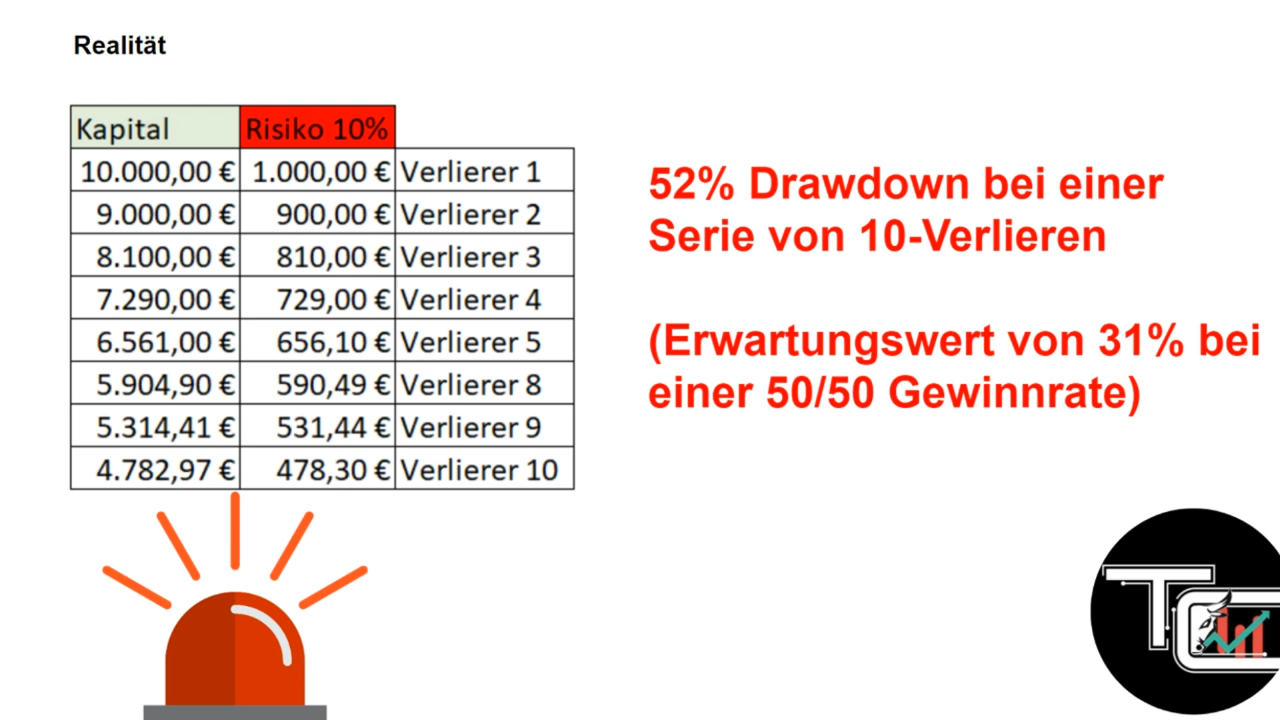 Realität
Kapital Risiko 10%
10.000,00 € 1.000,00 € Verlierer 1
9.000,00 € 900,00 € Verlierer 2
8.100,00 € 810,00 € Verlierer 3
7.290,00 € 729,00 € Verlierer 4
6.561,00 € 656,10 € Verlierer 5
5.904,90 € 590,49 € Verlierer 8
5.314,41 € 531,44 € Verlierer 9
4.782,97 € 478,30 € Verlierer 10
52% Drawdown bei einer
Serie von 10-Verlieren
(Erwartungswert von 31% bei
einer 50/50 Gewinnrate)
TC